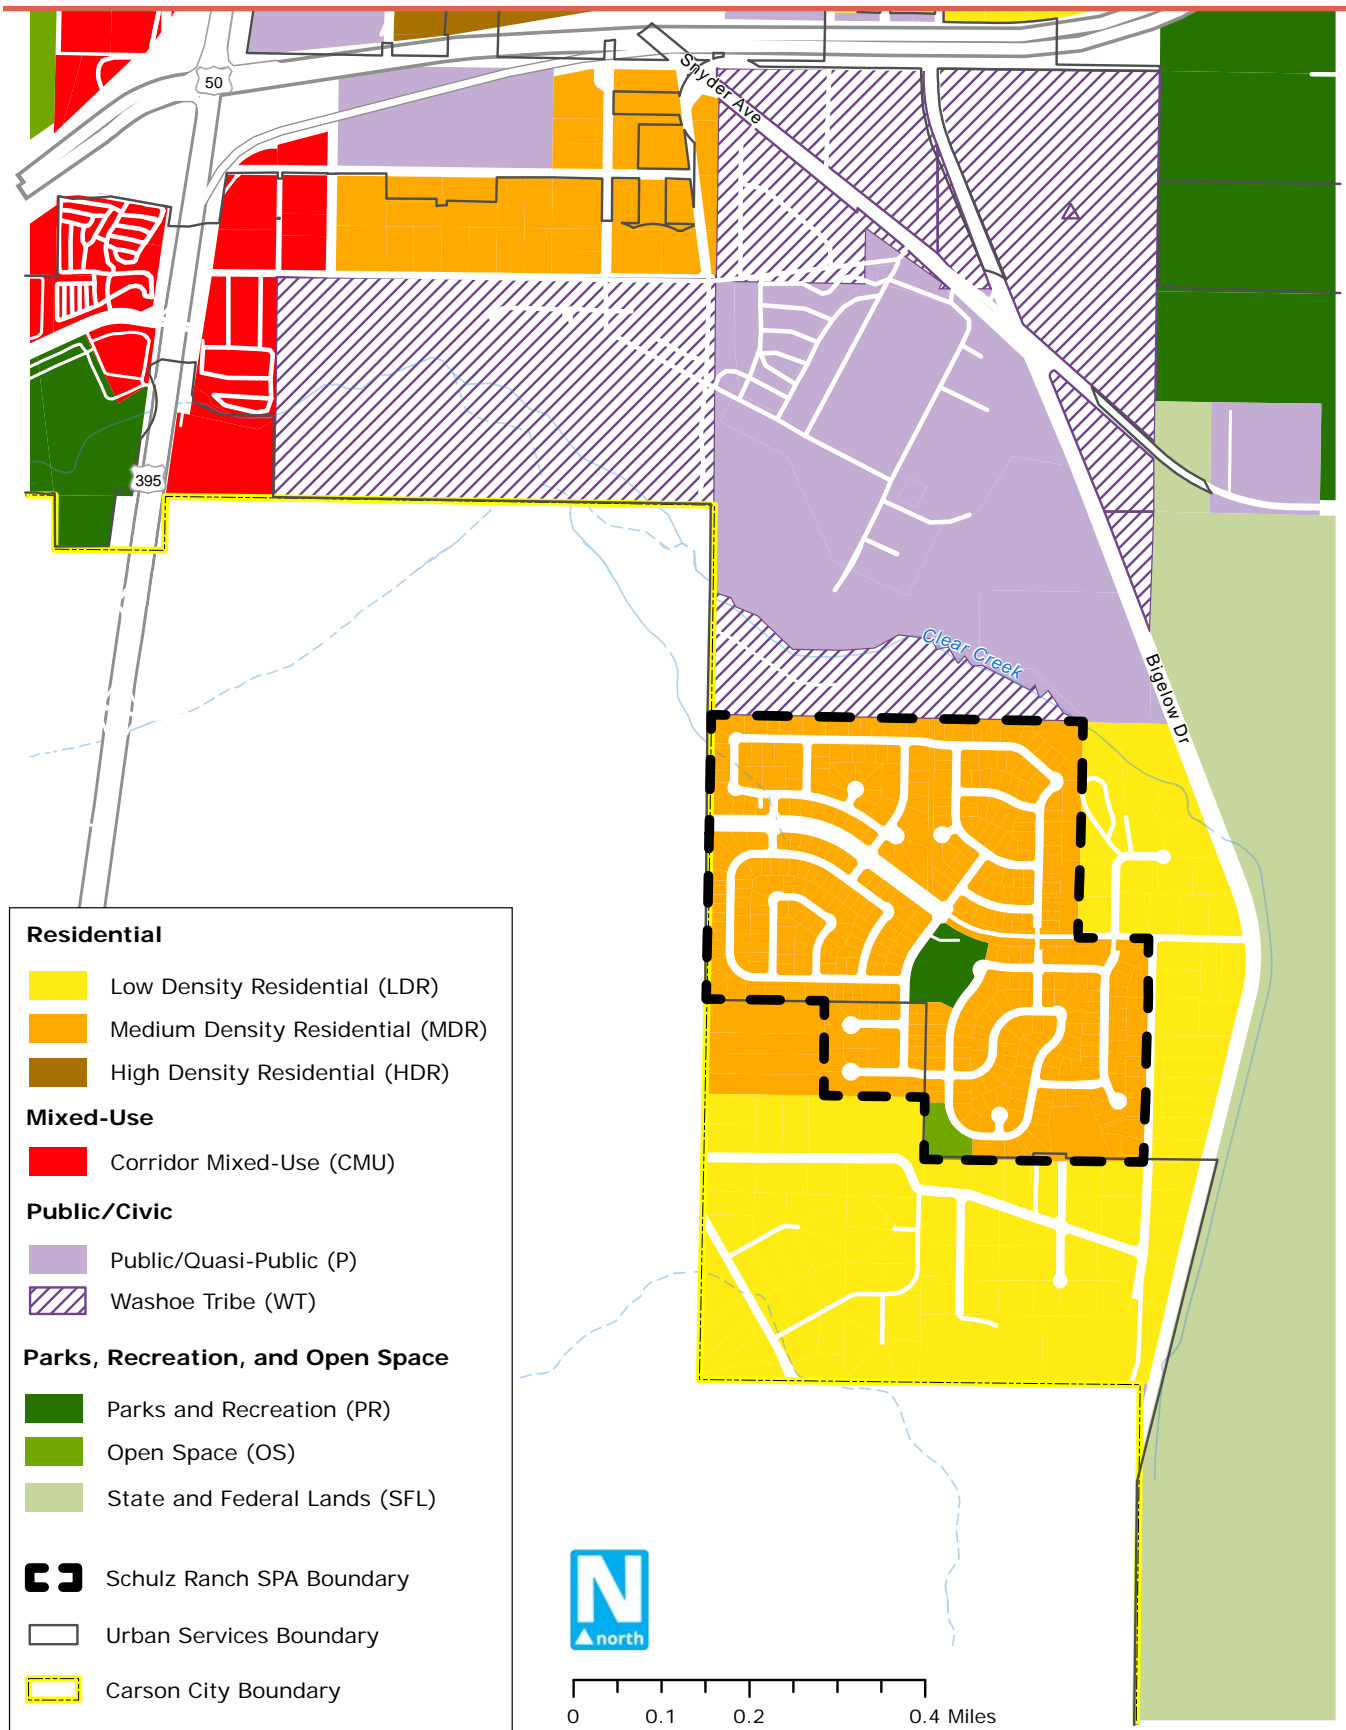 50
Snyder Ave
395
Clear Creek
Bigelow Dr
Residential
Low Density Residential (LDR)
Medium Density Residential (MDR)
High Density Residential (HDR)
Mixed-Use
Corridor Mixed-Use (CMU)
Public/Civic
Public/Quasi-Public (P)
Washoe Tribe (WT)
Parks, Recreation, and Open Space
Parks and Recreation (PR)
Open Space (OS)
State and Federal Lands (SFL)
Schulz Ranch SPA Boundary
Urban Services Boundary
Carson City Boundary
N
north
0 0.1 0.2 0.4 Miles